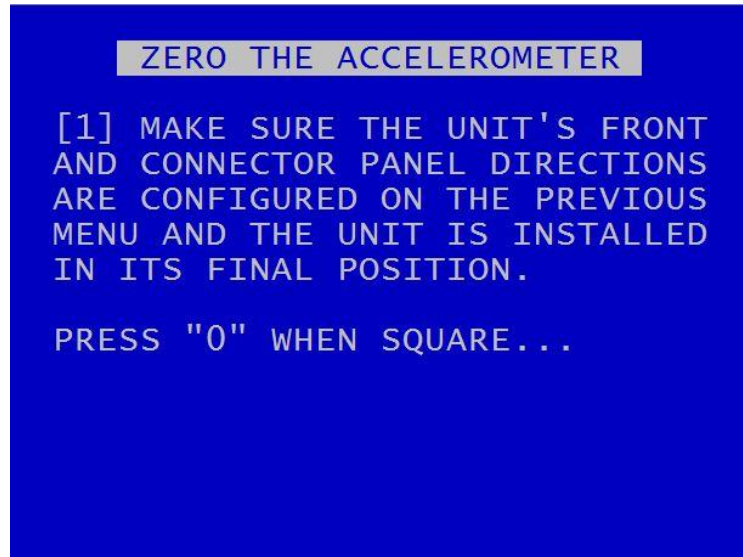 ZERO THE ACCELEROMETER
[1] MAKE SURE THE UNIT'S FRONT
AND CONNECTOR PANEL DIRECTIONS
ARE CONFIGURED ON THE PREVIOUS
MENU AND THE UNIT IS INSTALLED
IN ITS FINAL POSITION.
PRESS "0" WHEN SQUARE...